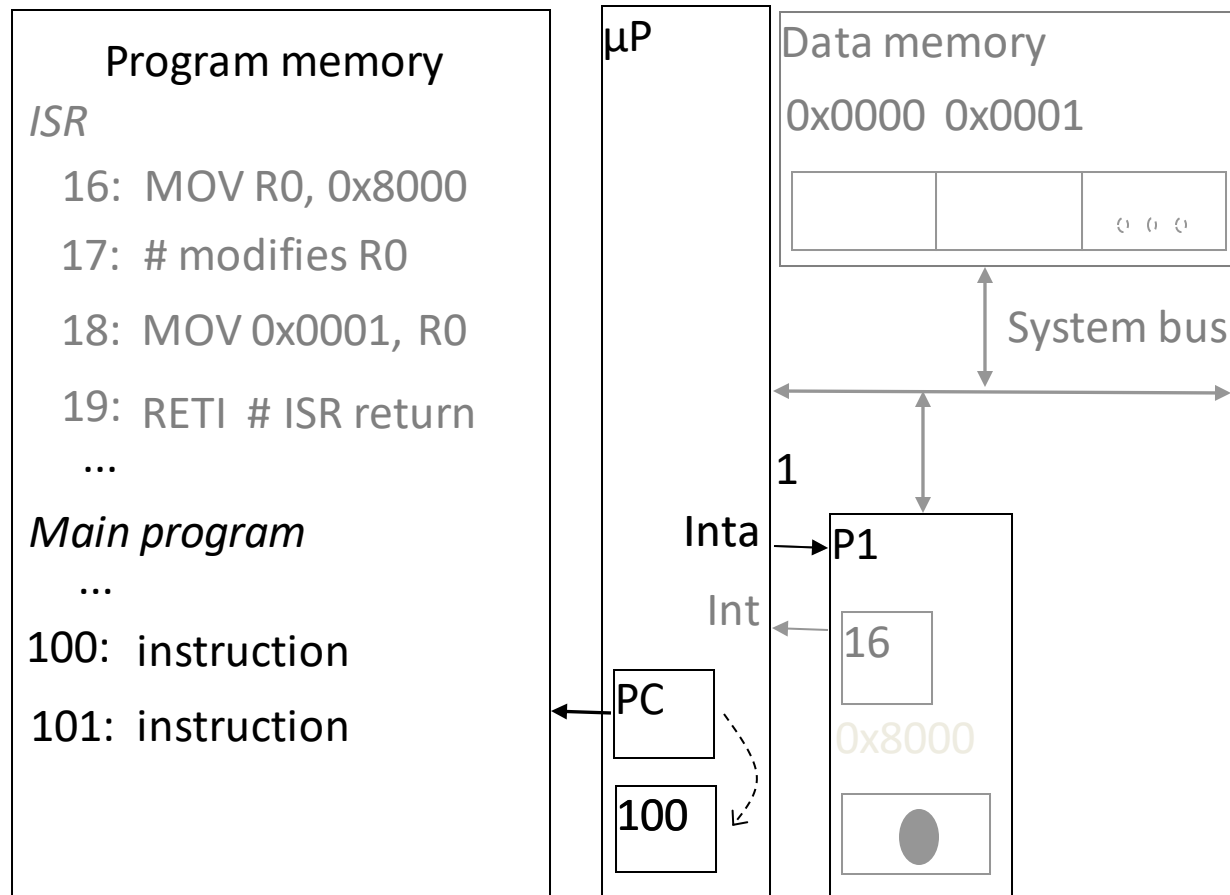 Program memory
ISR
16: MOV R0, 0x8000
17: # modifies R0
18: MOV 0x0001, R0
19: RETI # ISR return
...
Main program
...
100: instruction
101: instruction
µP
Inta
Int
PC
100
Data memory
0x0000 0x0001
System bus
1
P1
16
0x8000